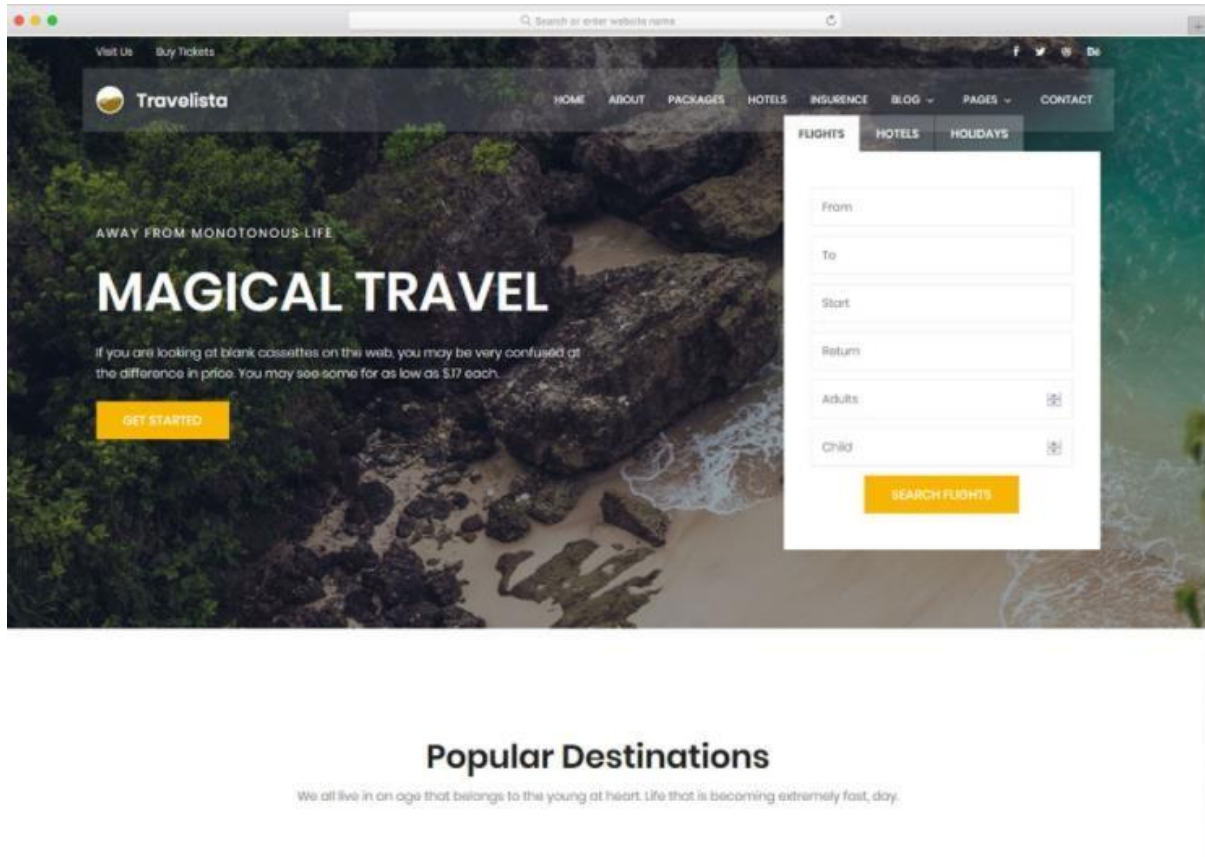 Search or enter website name
Visit Us Buy Tickets
f Be
Travelista
HOME ABOUT PACKAGES HOTELS INSURENCE BLOG PAGES CONTACT
FLIGHTS HOTELS HOLIDAYS
From
To
Start
Return
Adults
Child
SEARCH FLIGHTS
AWAY FROM MONOTONOUS LIFE
MAGICAL TRAVEL
If you are looking at blank cassettes on the web, you may be very confused at
the difference in price. You may see some for as low as $.17 each.
GET STARTED
Popular Destinations
We all live in an age that belongs to the young at heart. Life that is becoming extremely fast, day.